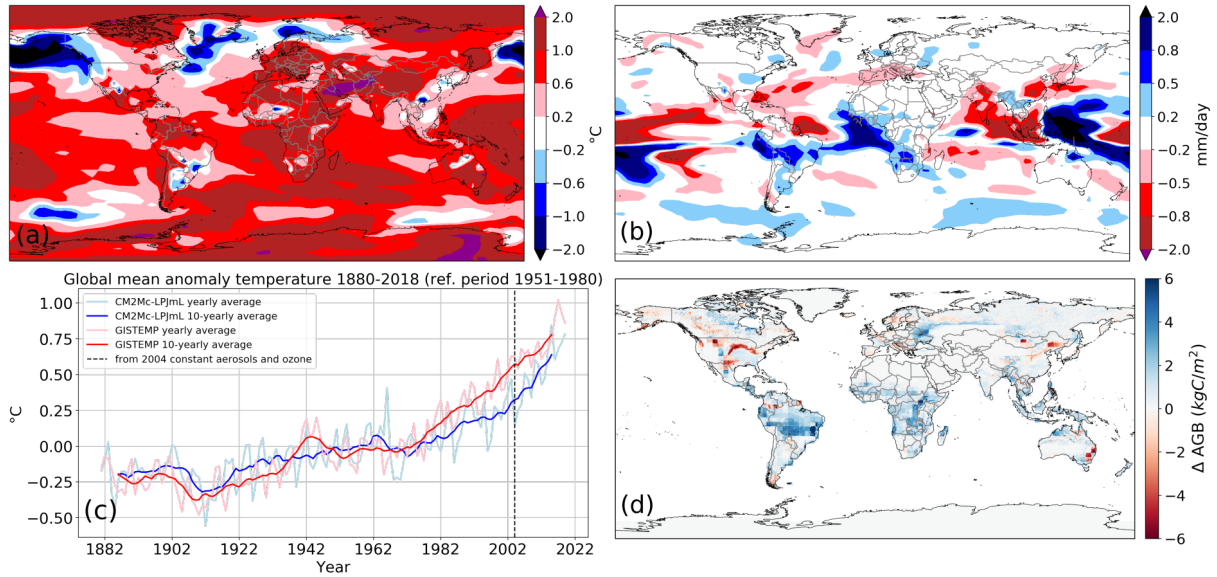 2.0
1.0
0.6
0.2
-0.2
-0.6
-1.0
-2.0
°C
(a)
2.0
0.8
0.5
0.2
-0.2
-0.5
-0.8
-2.0
mm/day
(b)
Global mean anomaly temperature 1880-2018 (ref. period 1951-1980)
CM2Mc-LPJmL yearly average
CM2Mc-LPJmL 10-yearly average
GISTEMP yearly average
GISTEMP 10-yearly average
from 2004 constant aerosols and ozone
1.00
0.75
0.50
0.25
0.00
−0.25
−0.50
°C
(c)
1882 1902 1922 1942 1962 1982 2002 2022
Year
6
4
2
0
−2
−4
−6
Δ AGB (kgC/m²)
(d)